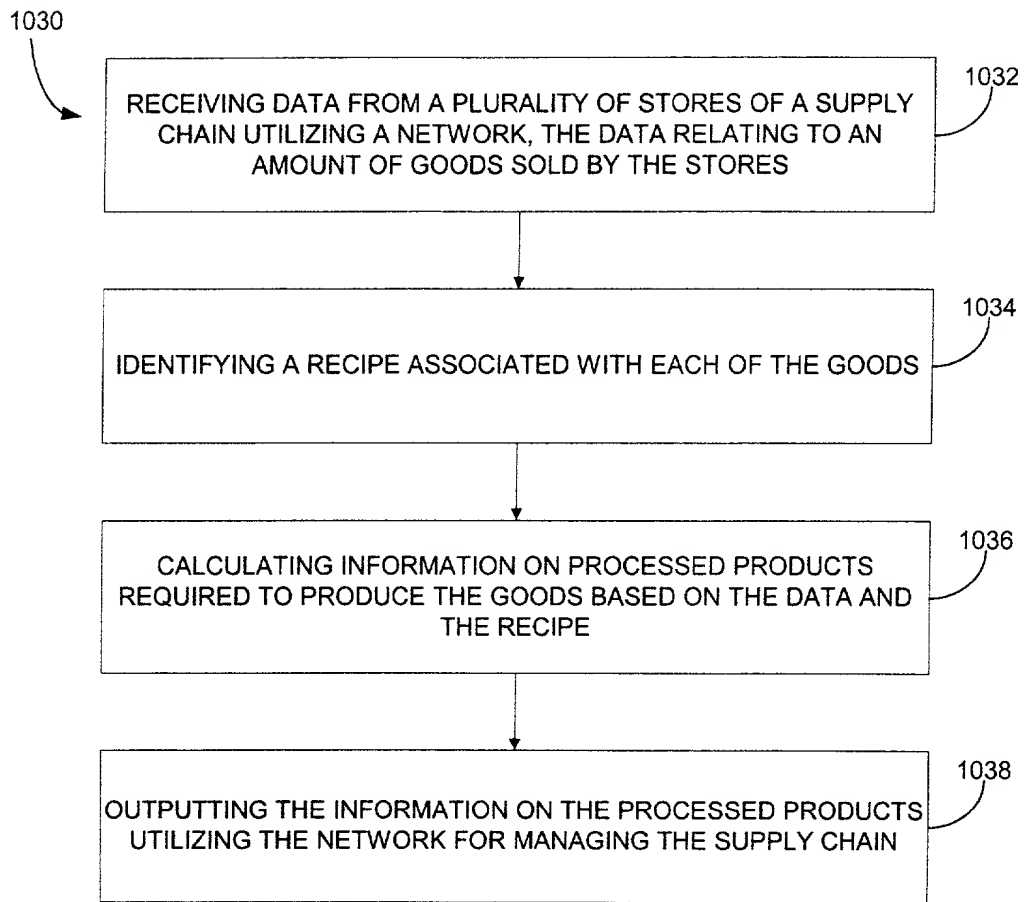 1030
1032
RECEIVING DATA FROM A PLURALITY OF STORES OF A SUPPLY
CHAIN UTILIZING A NETWORK, THE DATA RELATING TO AN
AMOUNT OF GOODS SOLD BY THE STORES
1034
IDENTIFYING A RECIPE ASSOCIATED WITH EACH OF THE GOODS
1036
CALCULATING INFORMATION ON PROCESSED PRODUCTS
REQUIRED TO PRODUCE THE GOODS BASED ON THE DATA AND
THE RECIPE
1038
OUTPUTTING THE INFORMATION ON THE PROCESSED PRODUCTS
UTILIZING THE NETWORK FOR MANAGING THE SUPPLY CHAIN